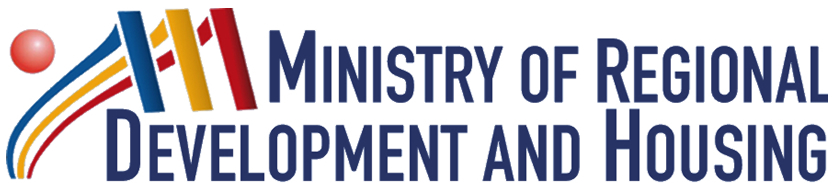 MINISTRY OF REGIONAL
DEVELOPMENT AND HOUSING